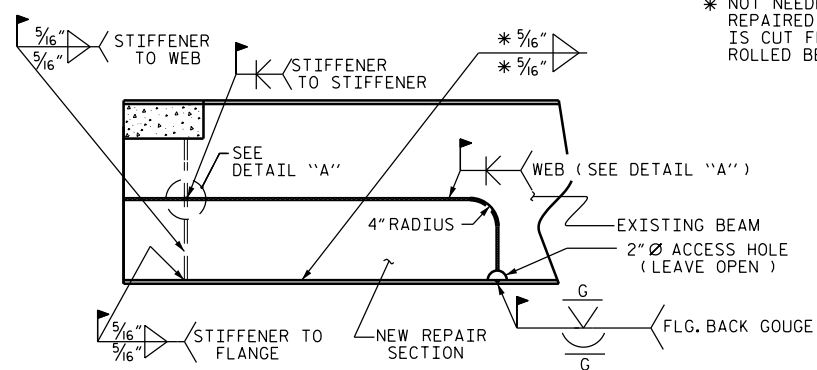 * NOT NEEDE
REPAIRED
IS CUT F
ROLLED BE
5/16"
5/16"
STIFFENER
TO WEB
STIFFENER
TO STIFFENER
* 5/16"
* 5/16"
SEE
DETAIL "A"
WEB (SEE DETAIL "A")
4" RADIUS
EXISTING BEAM
2" Ø ACCESS HOLE
(LEAVE OPEN)
5/16"
5/16"
STIFFENER TO
FLANGE
NEW REPAIR
SECTION
G
G
FLG. BACK GOUGE